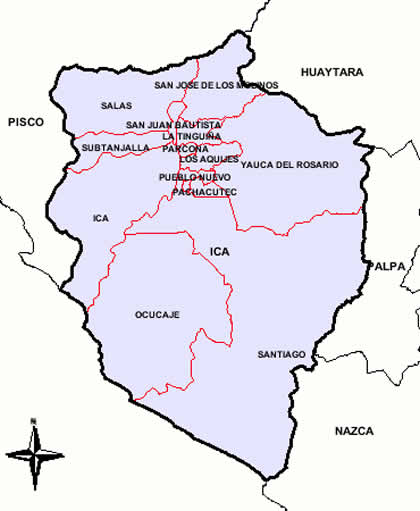 HUAYTARA
SAN JOSE DE LOS MOLINOS
SALAS
PISCO
SAN JUAN BAUTISTA
LA TINGUIÑA
SUBTANJALLA
PARCONA
LOS AQUIJES
YAUCA DEL ROSARIO
PUEBLO NUEVO
PACHACUTEC
ICA
ICA
PALPA
OCUCAJE
SANTIAGO
NAZCA
N